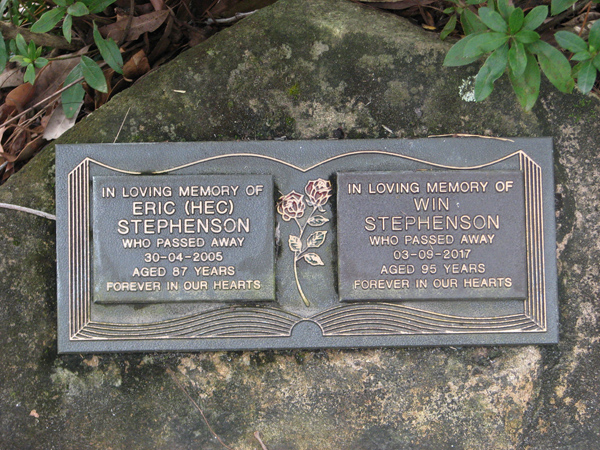 IN LOVING MEMORY OF
ERIC (HEC)
STEPHENSON
WHO PASSED AWAY
30-04-2005
AGED 87 YEARS
FOREVER IN OUR HEARTS
IN LOVING MEMORY OF
WIN
STEPHENSON
WHO PASSED AWAY
03-09-2017
AGED 95 YEARS
FOREVER IN OUR HEARTS